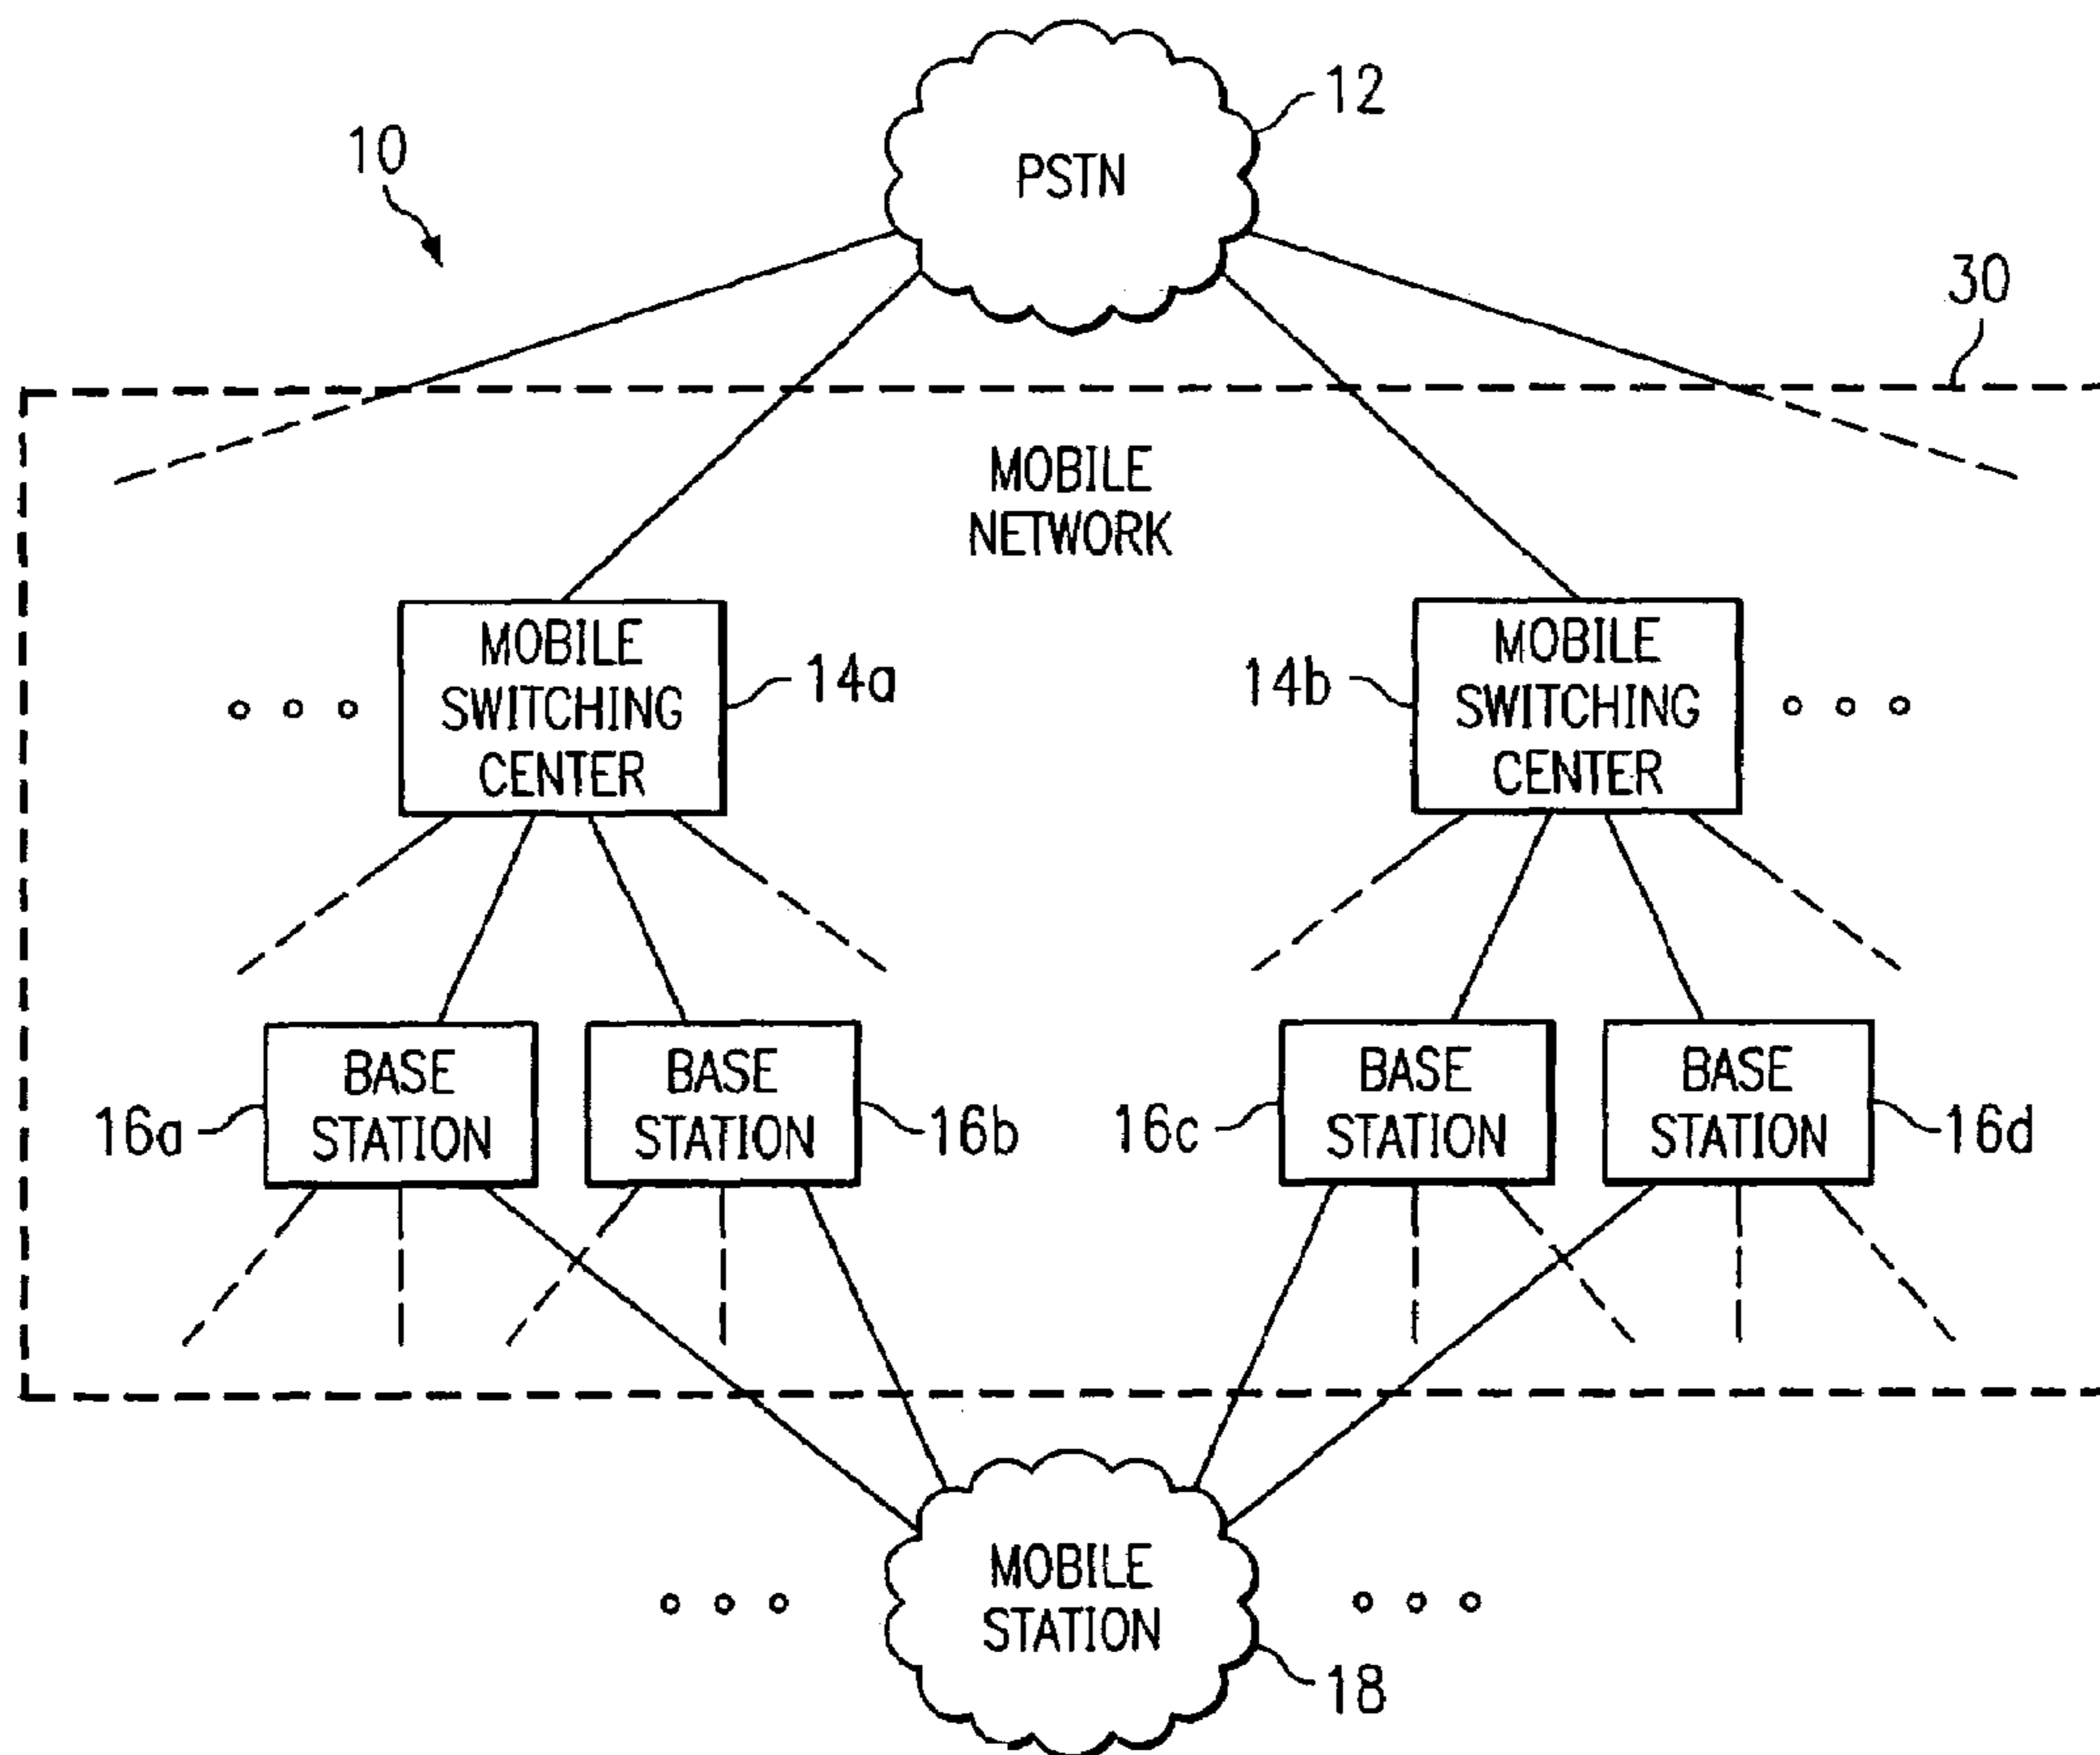 12
PSTN
10
30
MOBILE
NETWORK
MOBILE
SWITCHING
CENTER
14a
14b
MOBILE
SWITCHING
CENTER
BASE
STATION
16a
BASE
STATION
16b
16c
BASE
STATION
BASE
STATION
16d
MOBILE
STATION
18